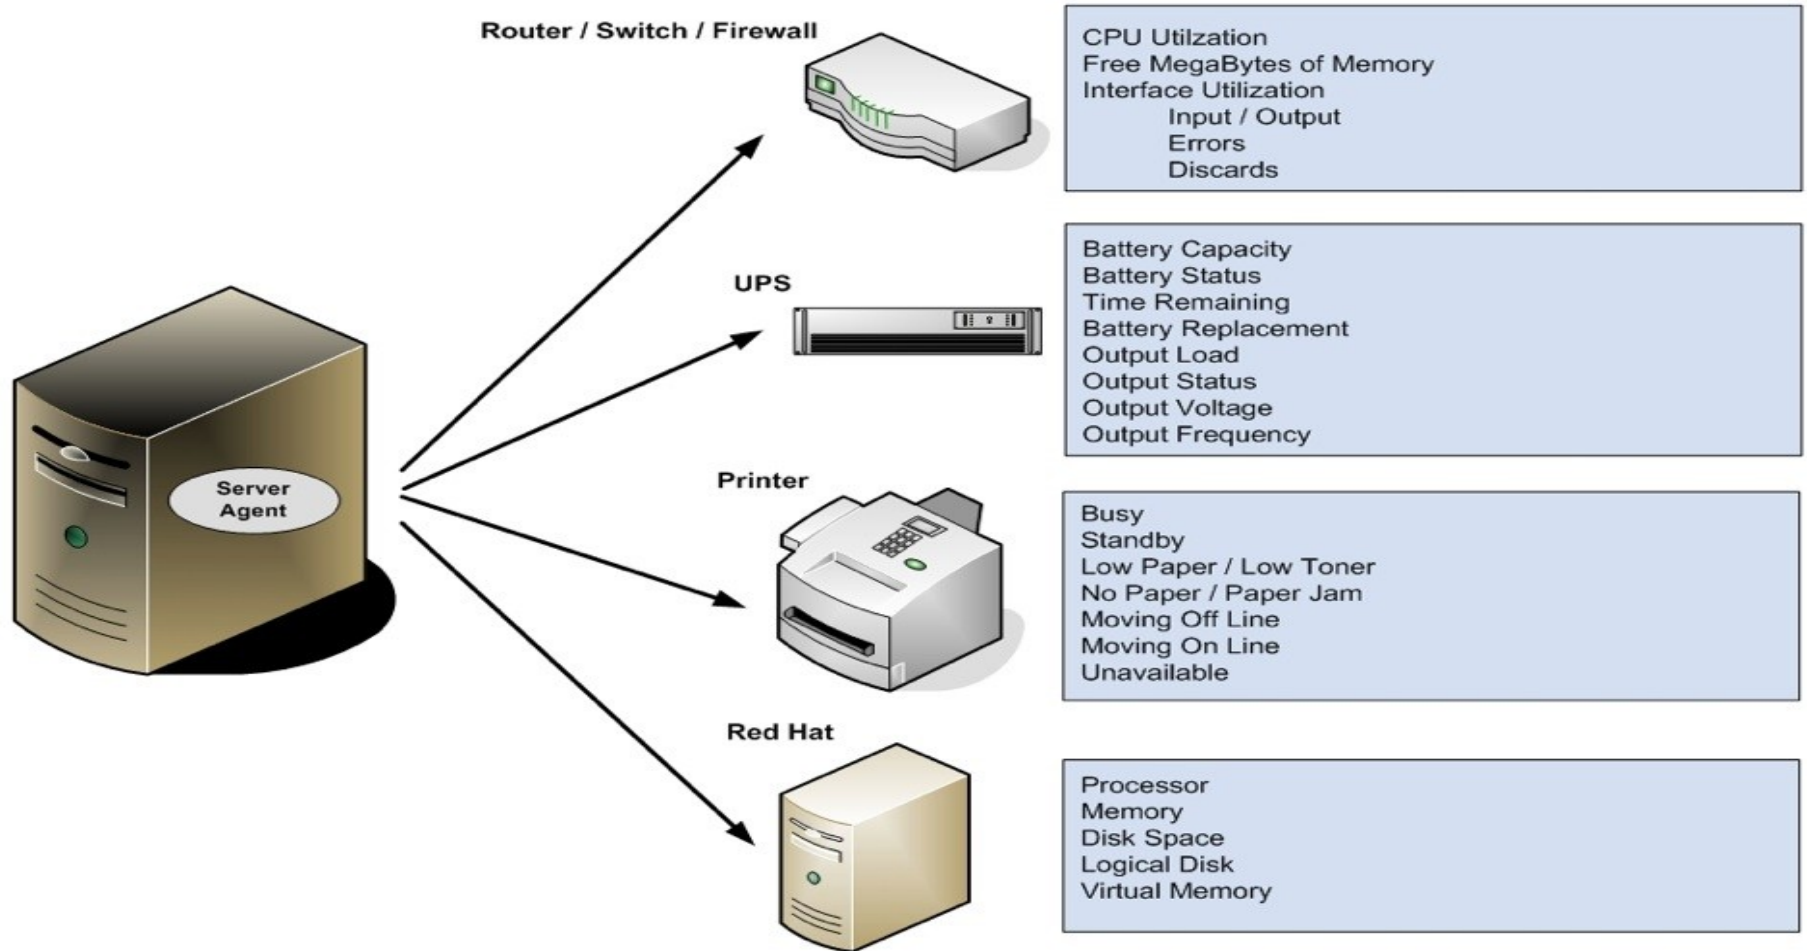 Router / Switch / Firewall
CPU Utilzation
Free MegaBytes of Memory
Interface Utilization
Input / Output
Errors
Discards
UPS
Battery Capacity
Battery Status
Time Remaining
Battery Replacement
Output Load
Output Status
Output Voltage
Output Frequency
Server
Agent
Printer
Busy
Standby
Low Paper / Low Toner
No Paper / Paper Jam
Moving Off Line
Moving On Line
Unavailable
Red Hat
Processor
Memory
Disk Space
Logical Disk
Virtual Memory